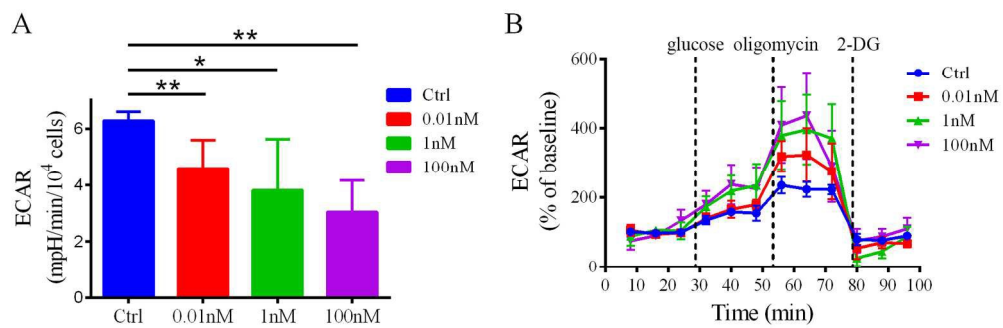 A
**
*
**
ECAR
(mpH/min/10⁴ cells)
6
4
2
0
Ctrl 0.01nM 1nM 100nM
Ctrl
0.01nM
1nM
100nM
B
glucose oligomycin 2-DG
ECAR
(% of baseline)
600
400
200
0
0 10 20 30 40 50 60 70 80 90 100
Time (min)
Ctrl
0.01nM
1nM
100nM